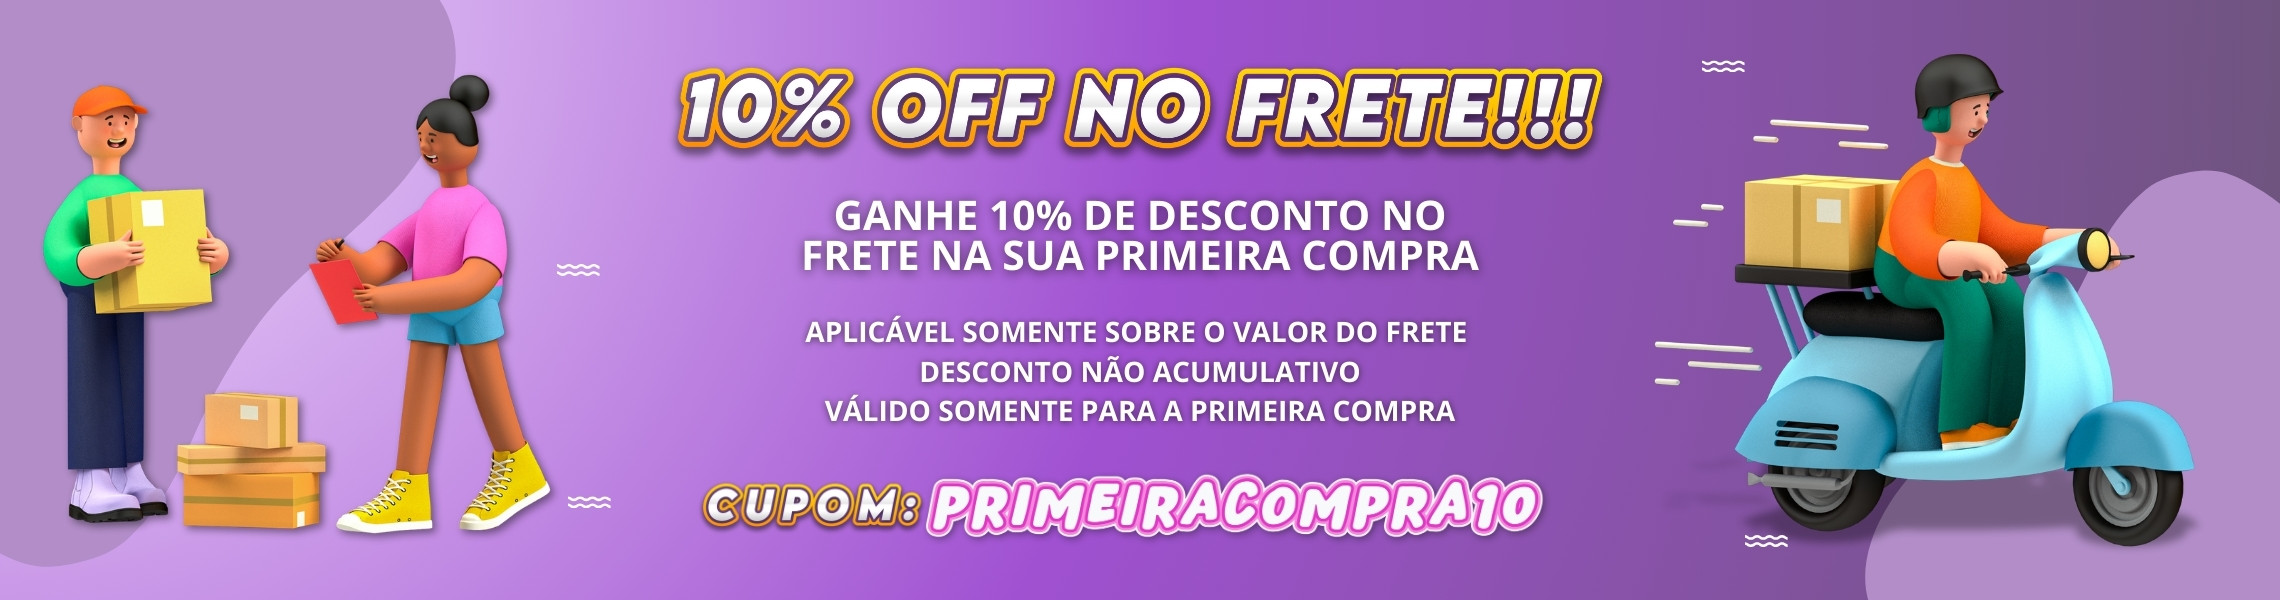 10% OFF NO FRETE!!!
GANHE 10% DE DESCONTO NO
FRETE NA SUA PRIMEIRA COMPRA
APLICÁVEL SOMENTE SOBRE O VALOR DO FRETE
DESCONTO NÃO ACUMULATIVO
VÁLIDO SOMENTE PARA A PRIMEIRA COMPRA
CUPOM: PRIMEIRACOMPRA10